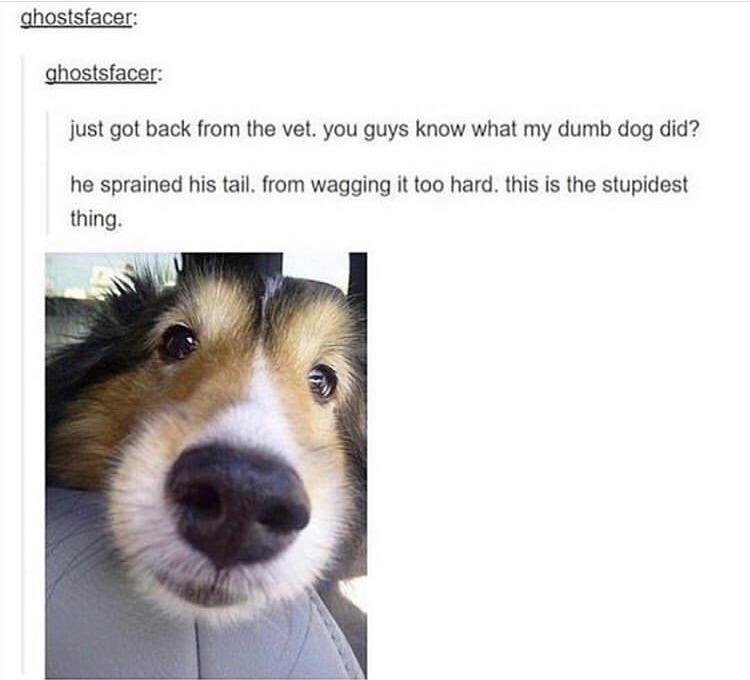 ghostsfacer:
ghostsfacer:
just got back from the vet. you guys know what my dumb dog did?
he sprained his tail. from wagging it too hard. this is the stupidest
thing.